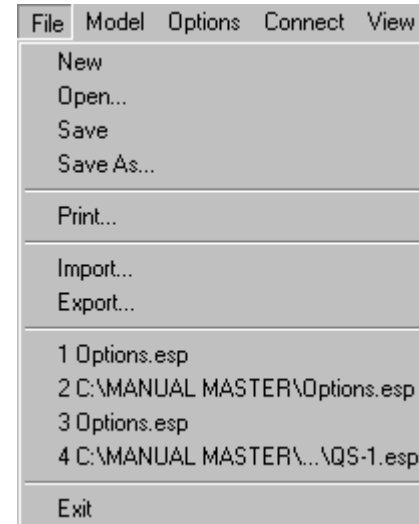 File Model Options Connect View
New
Open...
Save
Save As...
Print...
Import...
Export...
1 Options.esp
2 C:\MANUAL MASTER\Options.esp
3 Options.esp
4 C:\MANUAL MASTER\...\QS-1.esp
Exit